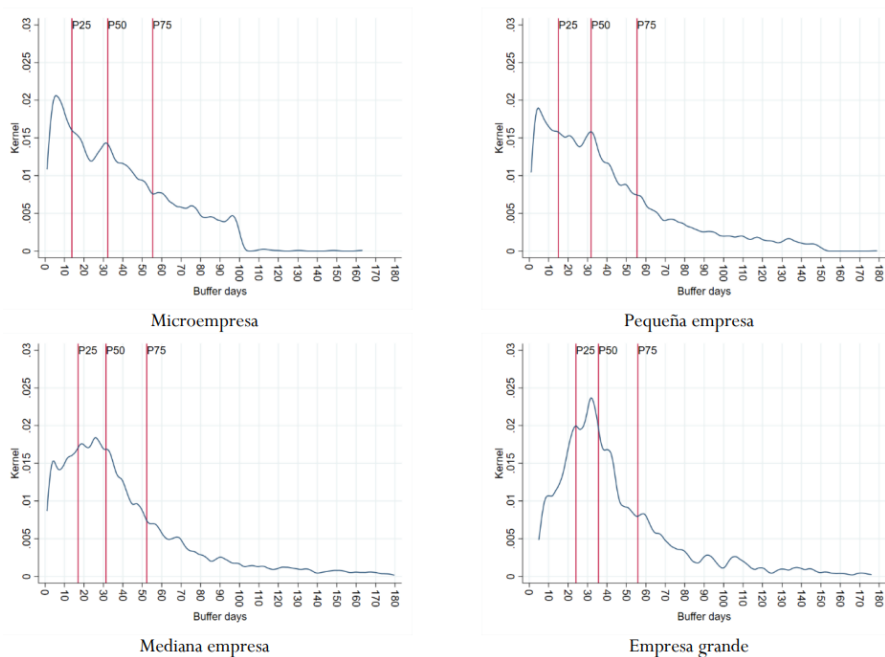 P25 P50 P75
Kernel
0 .005 .01 .015 .02 .025 .03
0 10 20 30 40 50 60 70 80 90 100 110 120 130 140 150 160 170 180
Buffer days
Microempresa
P25 P50 P75
Kernel
0 .005 .01 .015 .02 .025 .03
0 10 20 30 40 50 60 70 80 90 100 110 120 130 140 150 160 170 180
Buffer days
Pequeña empresa
P25 P50 P75
Kernel
0 .005 .01 .015 .02 .025 .03
0 10 20 30 40 50 60 70 80 90 100 110 120 130 140 150 160 170 180
Buffer days
Mediana empresa
P25 P50 P75
Kernel
0 .005 .01 .015 .02 .025 .03
0 10 20 30 40 50 60 70 80 90 100 110 120 130 140 150 160 170 180
Buffer days
Empresa grande